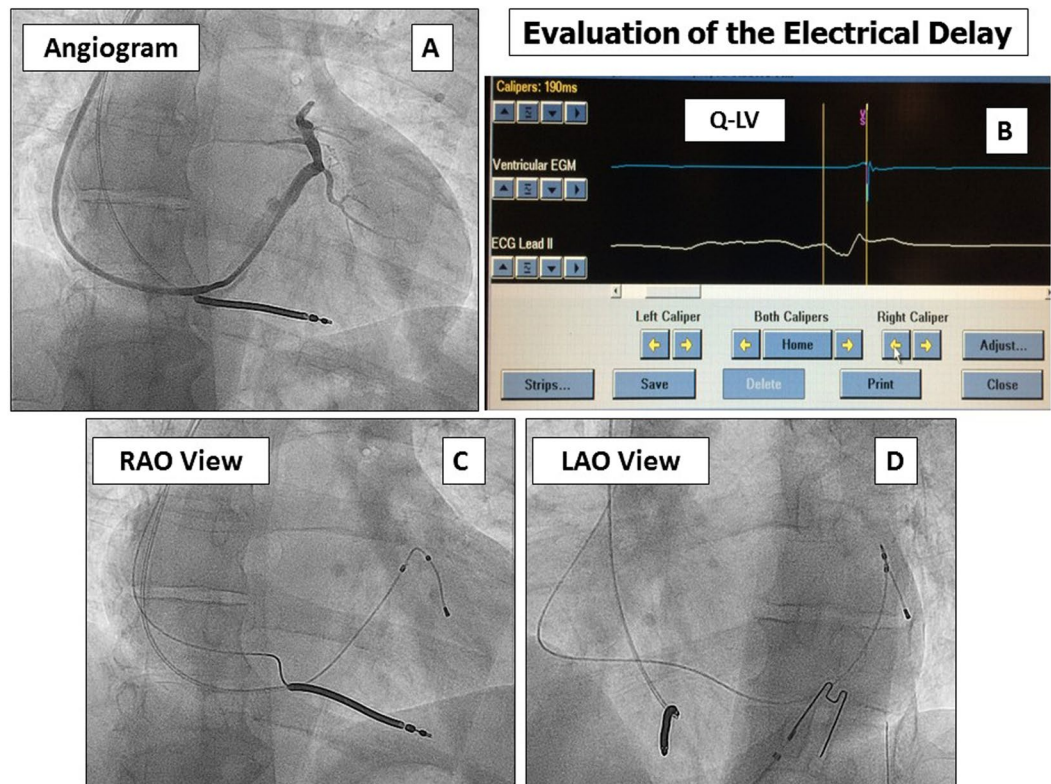 Angiogram
A
Evaluation of the Electrical Delay
Calipers: 190ms
Q-LV
B
Ventricular EGM
ECG Lead II
Left Caliper
Both Calipers
Right Caliper
Home
Adjust...
Strips...
Save
Delete
Print
Close
RAO View
C
LAO View
D